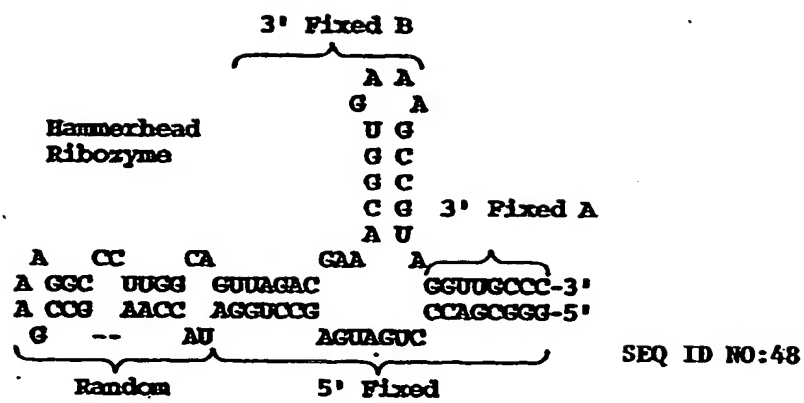 3' Fixed B
A A
G A
Hammerhead
U G
Ribozyme
G C
G C
C G 3' Fixed A
A U
A CC CA GAA A
A GGC UUGG GUUAGAC GGUUGCCC-3'
A CCG AACC AGGUCCG CCAGCGGG-5'
G -- AU AGUAGUC
SEQ ID NO:48
Random 5' Fixed